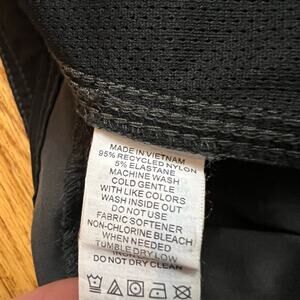 MADE IN VIETNAM
95% RECYCLED NYLON
5% ELASTANE
MACHINE WASH
COLD GENTLE
WITH LIKE COLORS
WASH INSIDE OUT
DO NOT USE
FABRIC SOFTENER
NON-CHLORINE BLEACH
WHEN NEEDED
TUMBLE DRY LOW
DO NOT DRY CLEAN